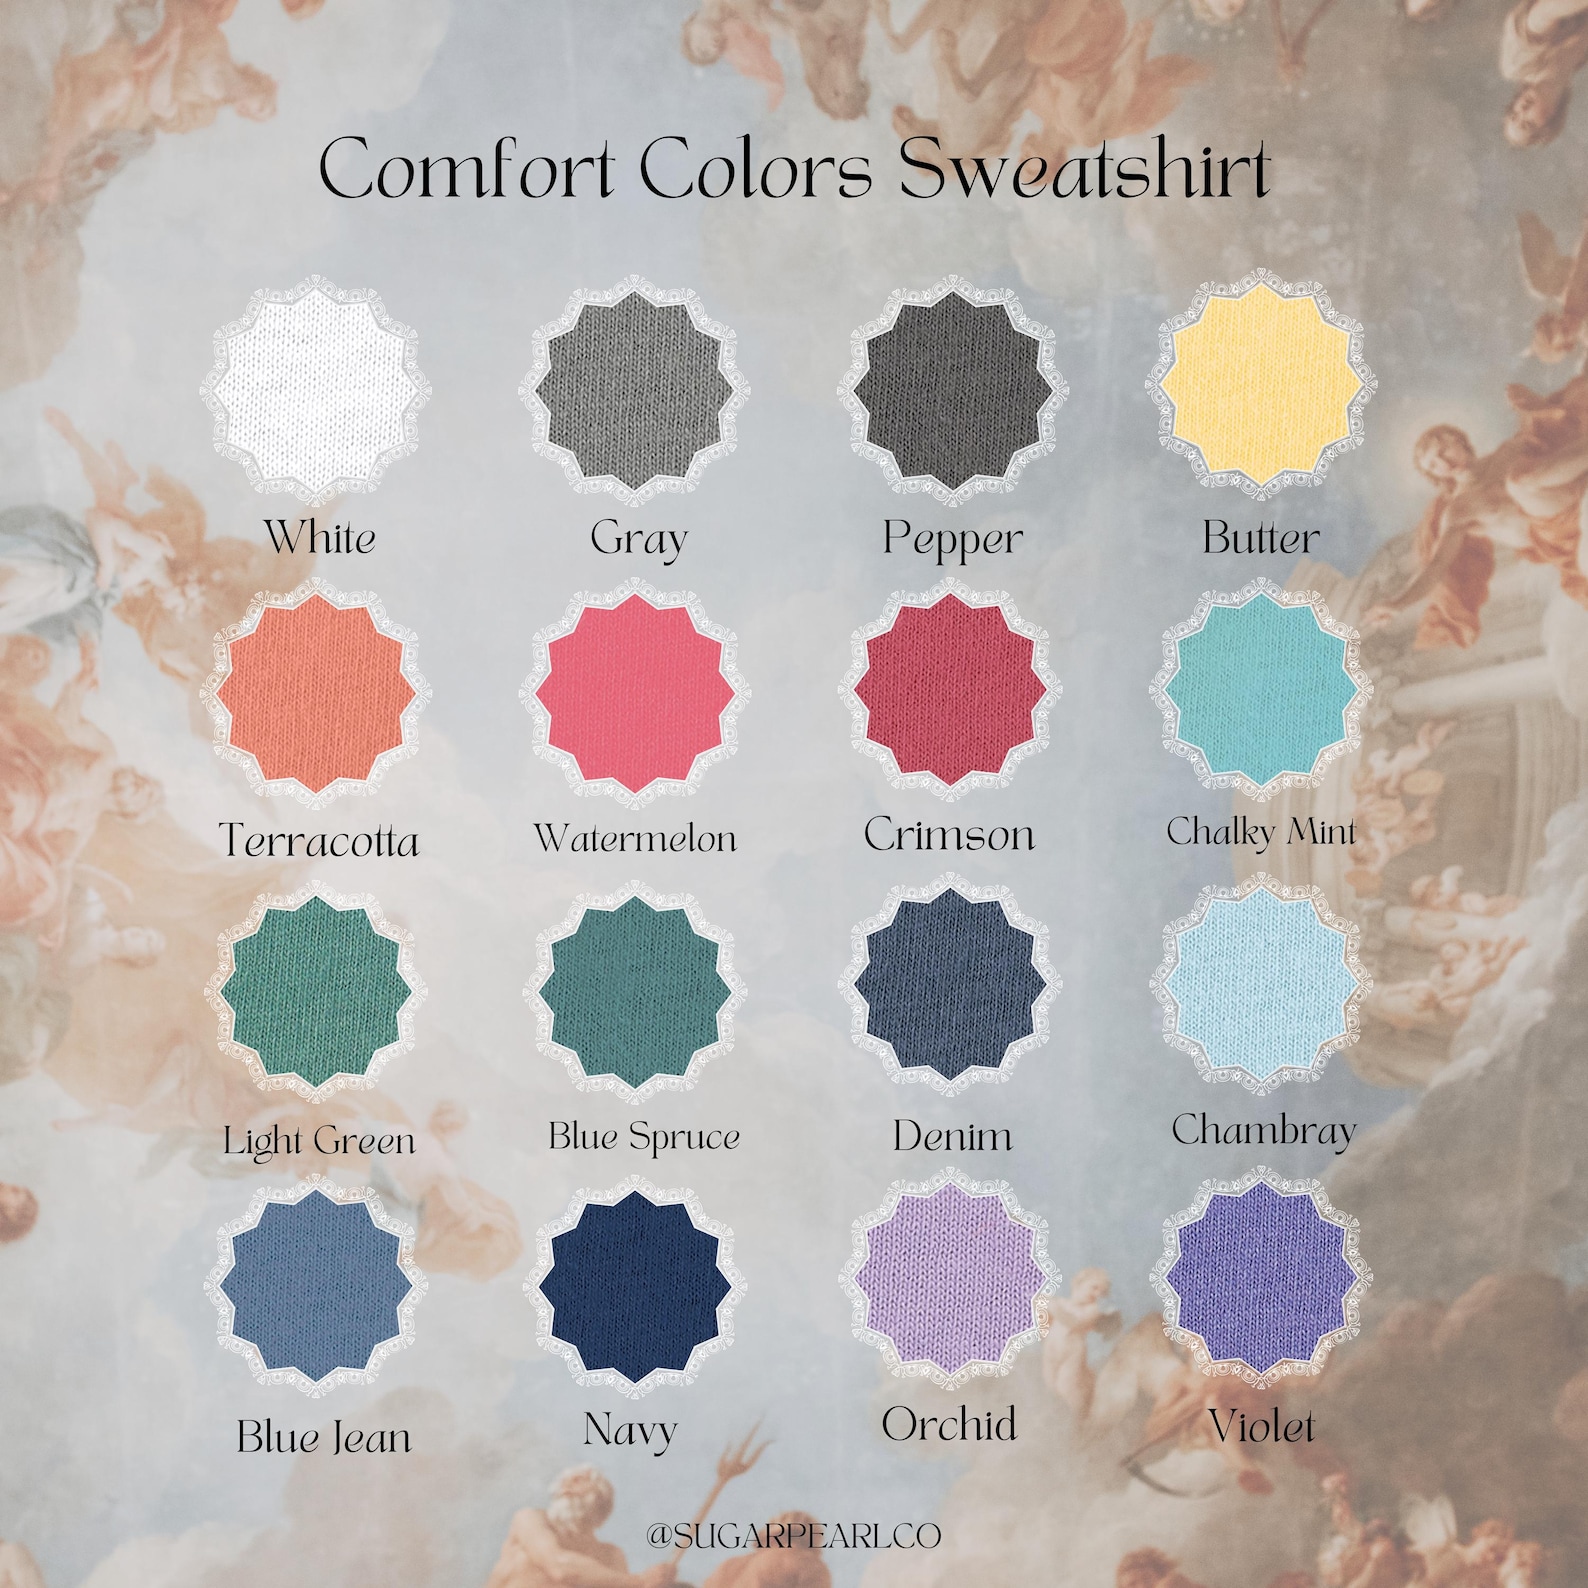 Comfort Colors Sweatshirt
White
Gray
Pepper
Butter
Terracotta
Watermelon
Crimson
Chalky Mint
Light Green
Blue Spruce
Denim
Chambray
Blue Jean
Navy
Orchid
Violet
@SUGARPEARLCO